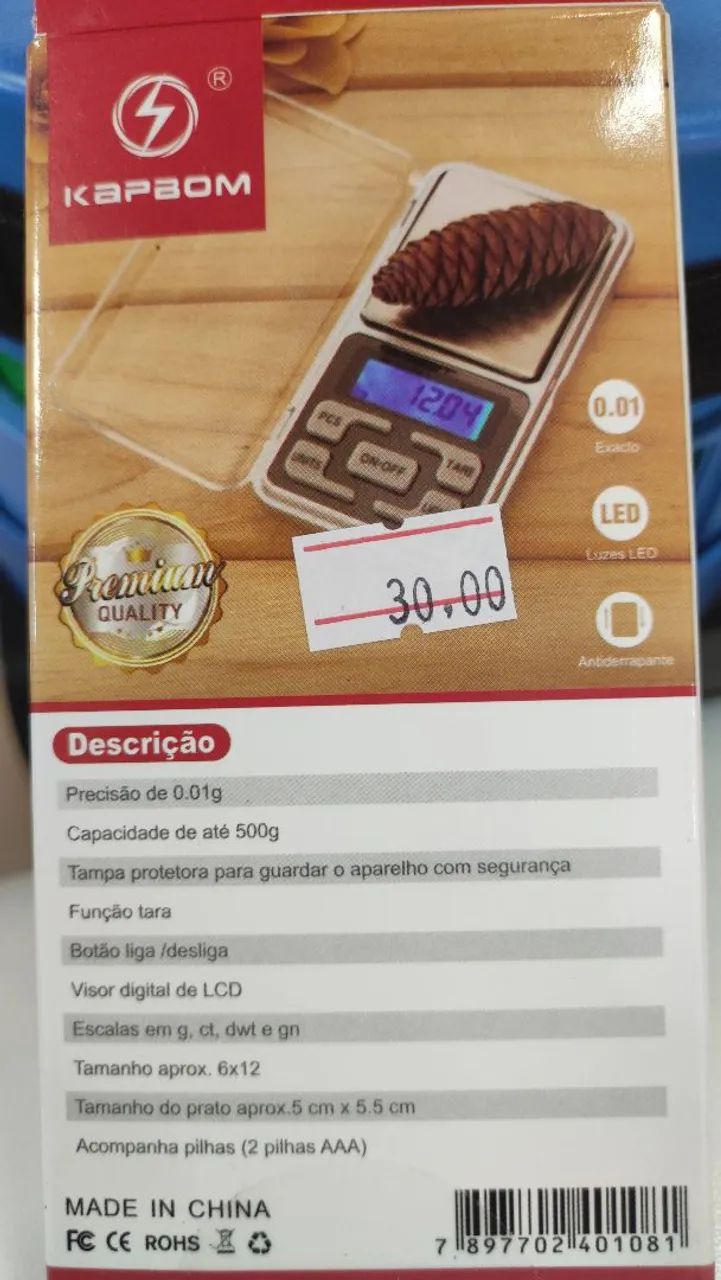 ®
KAPBOM
1204
PCS
UNITS
ON-OFF
TARE
0.01
Exacto
LED
Luzes LED
Antiderrapante
Premium
QUALITY
30.00
Descrição
Precisão de 0.01g
Capacidade de até 500g
Tampa protetora para guardar o aparelho com segurança
Função tara
Botão liga /desliga
Visor digital de LCD
Escalas em g, ct, dwt e gn
Tamanho aprox. 6x12
Tamanho do prato aprox.5 cm x 5.5 cm
Acompanha pilhas (2 pilhas AAA)
MADE IN CHINA
FC CE ROHS
7 897702 401081